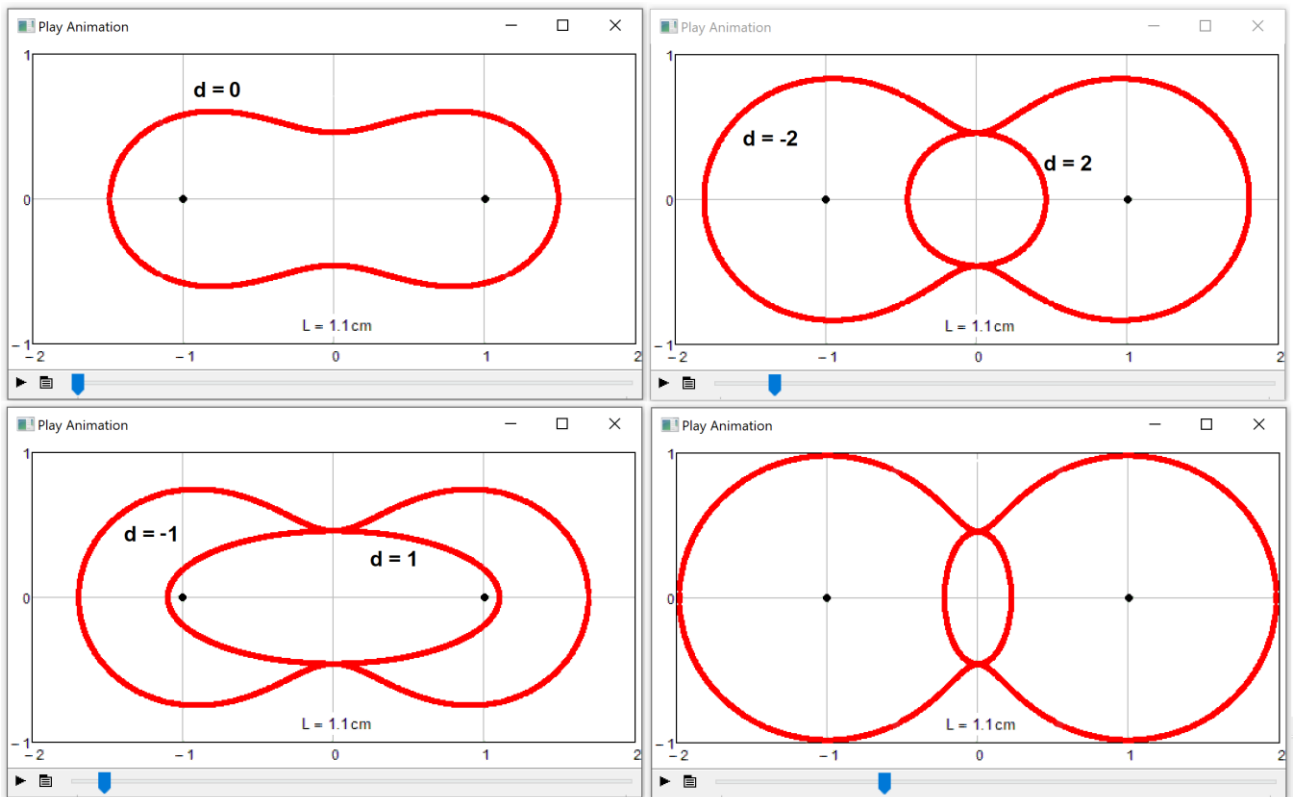 Play Animation
1
d = 0
0
L = 1.1cm
−1
−2
−1
0
1
2
Play Animation
1
d = -2
d = 2
0
L = 1.1cm
−1
−2
−1
0
1
2
Play Animation
1
d = -1
d = 1
0
L = 1.1cm
−1
−2
−1
0
1
2
Play Animation
1
0
L = 1.1cm
−1
−2
−1
0
1
2